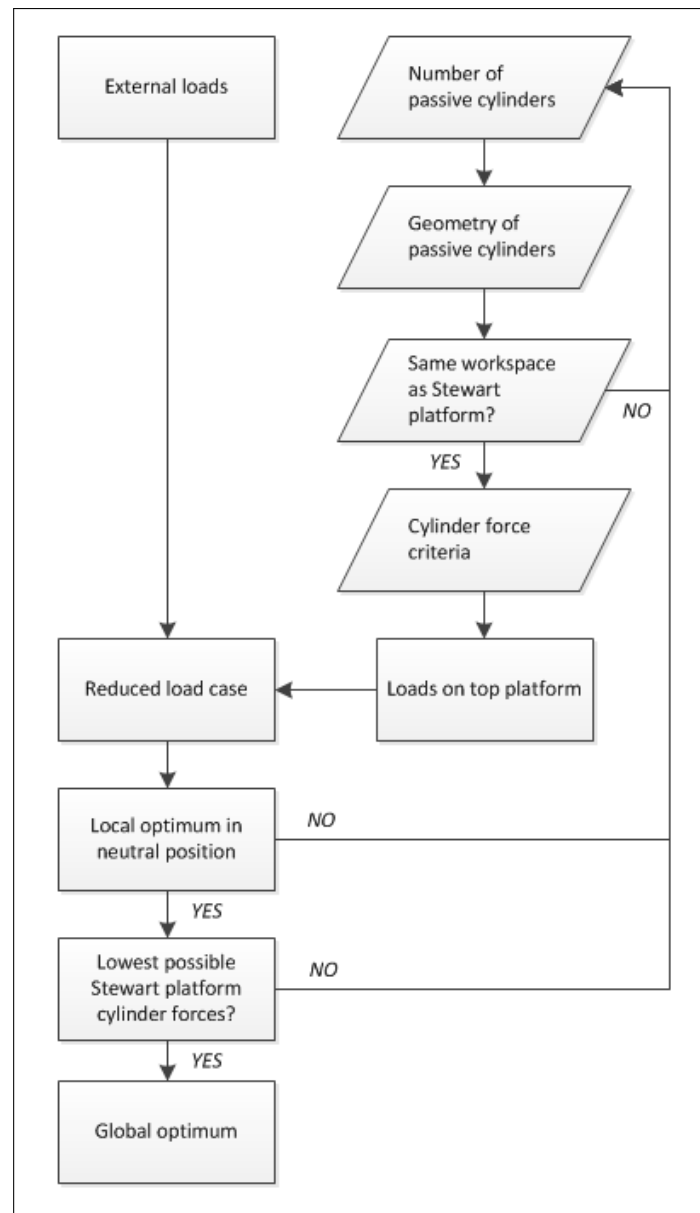 External loads
Number of
passive cylinders
Geometry of
passive cylinders
Same workspace
as Stewart
platform?
NO
YES
Cylinder force
criteria
Reduced load case
Loads on top platform
Local optimum in
neutral position
NO
YES
Lowest possible
Stewart platform
cylinder forces?
NO
YES
Global optimum